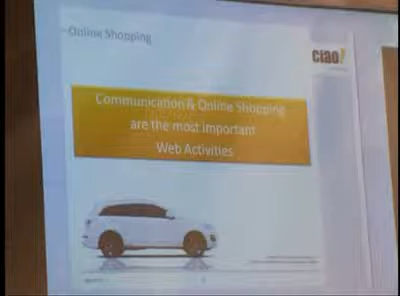 Online Shopping
ciao!
Communication & Online Shopping
are the most important
Web Activities